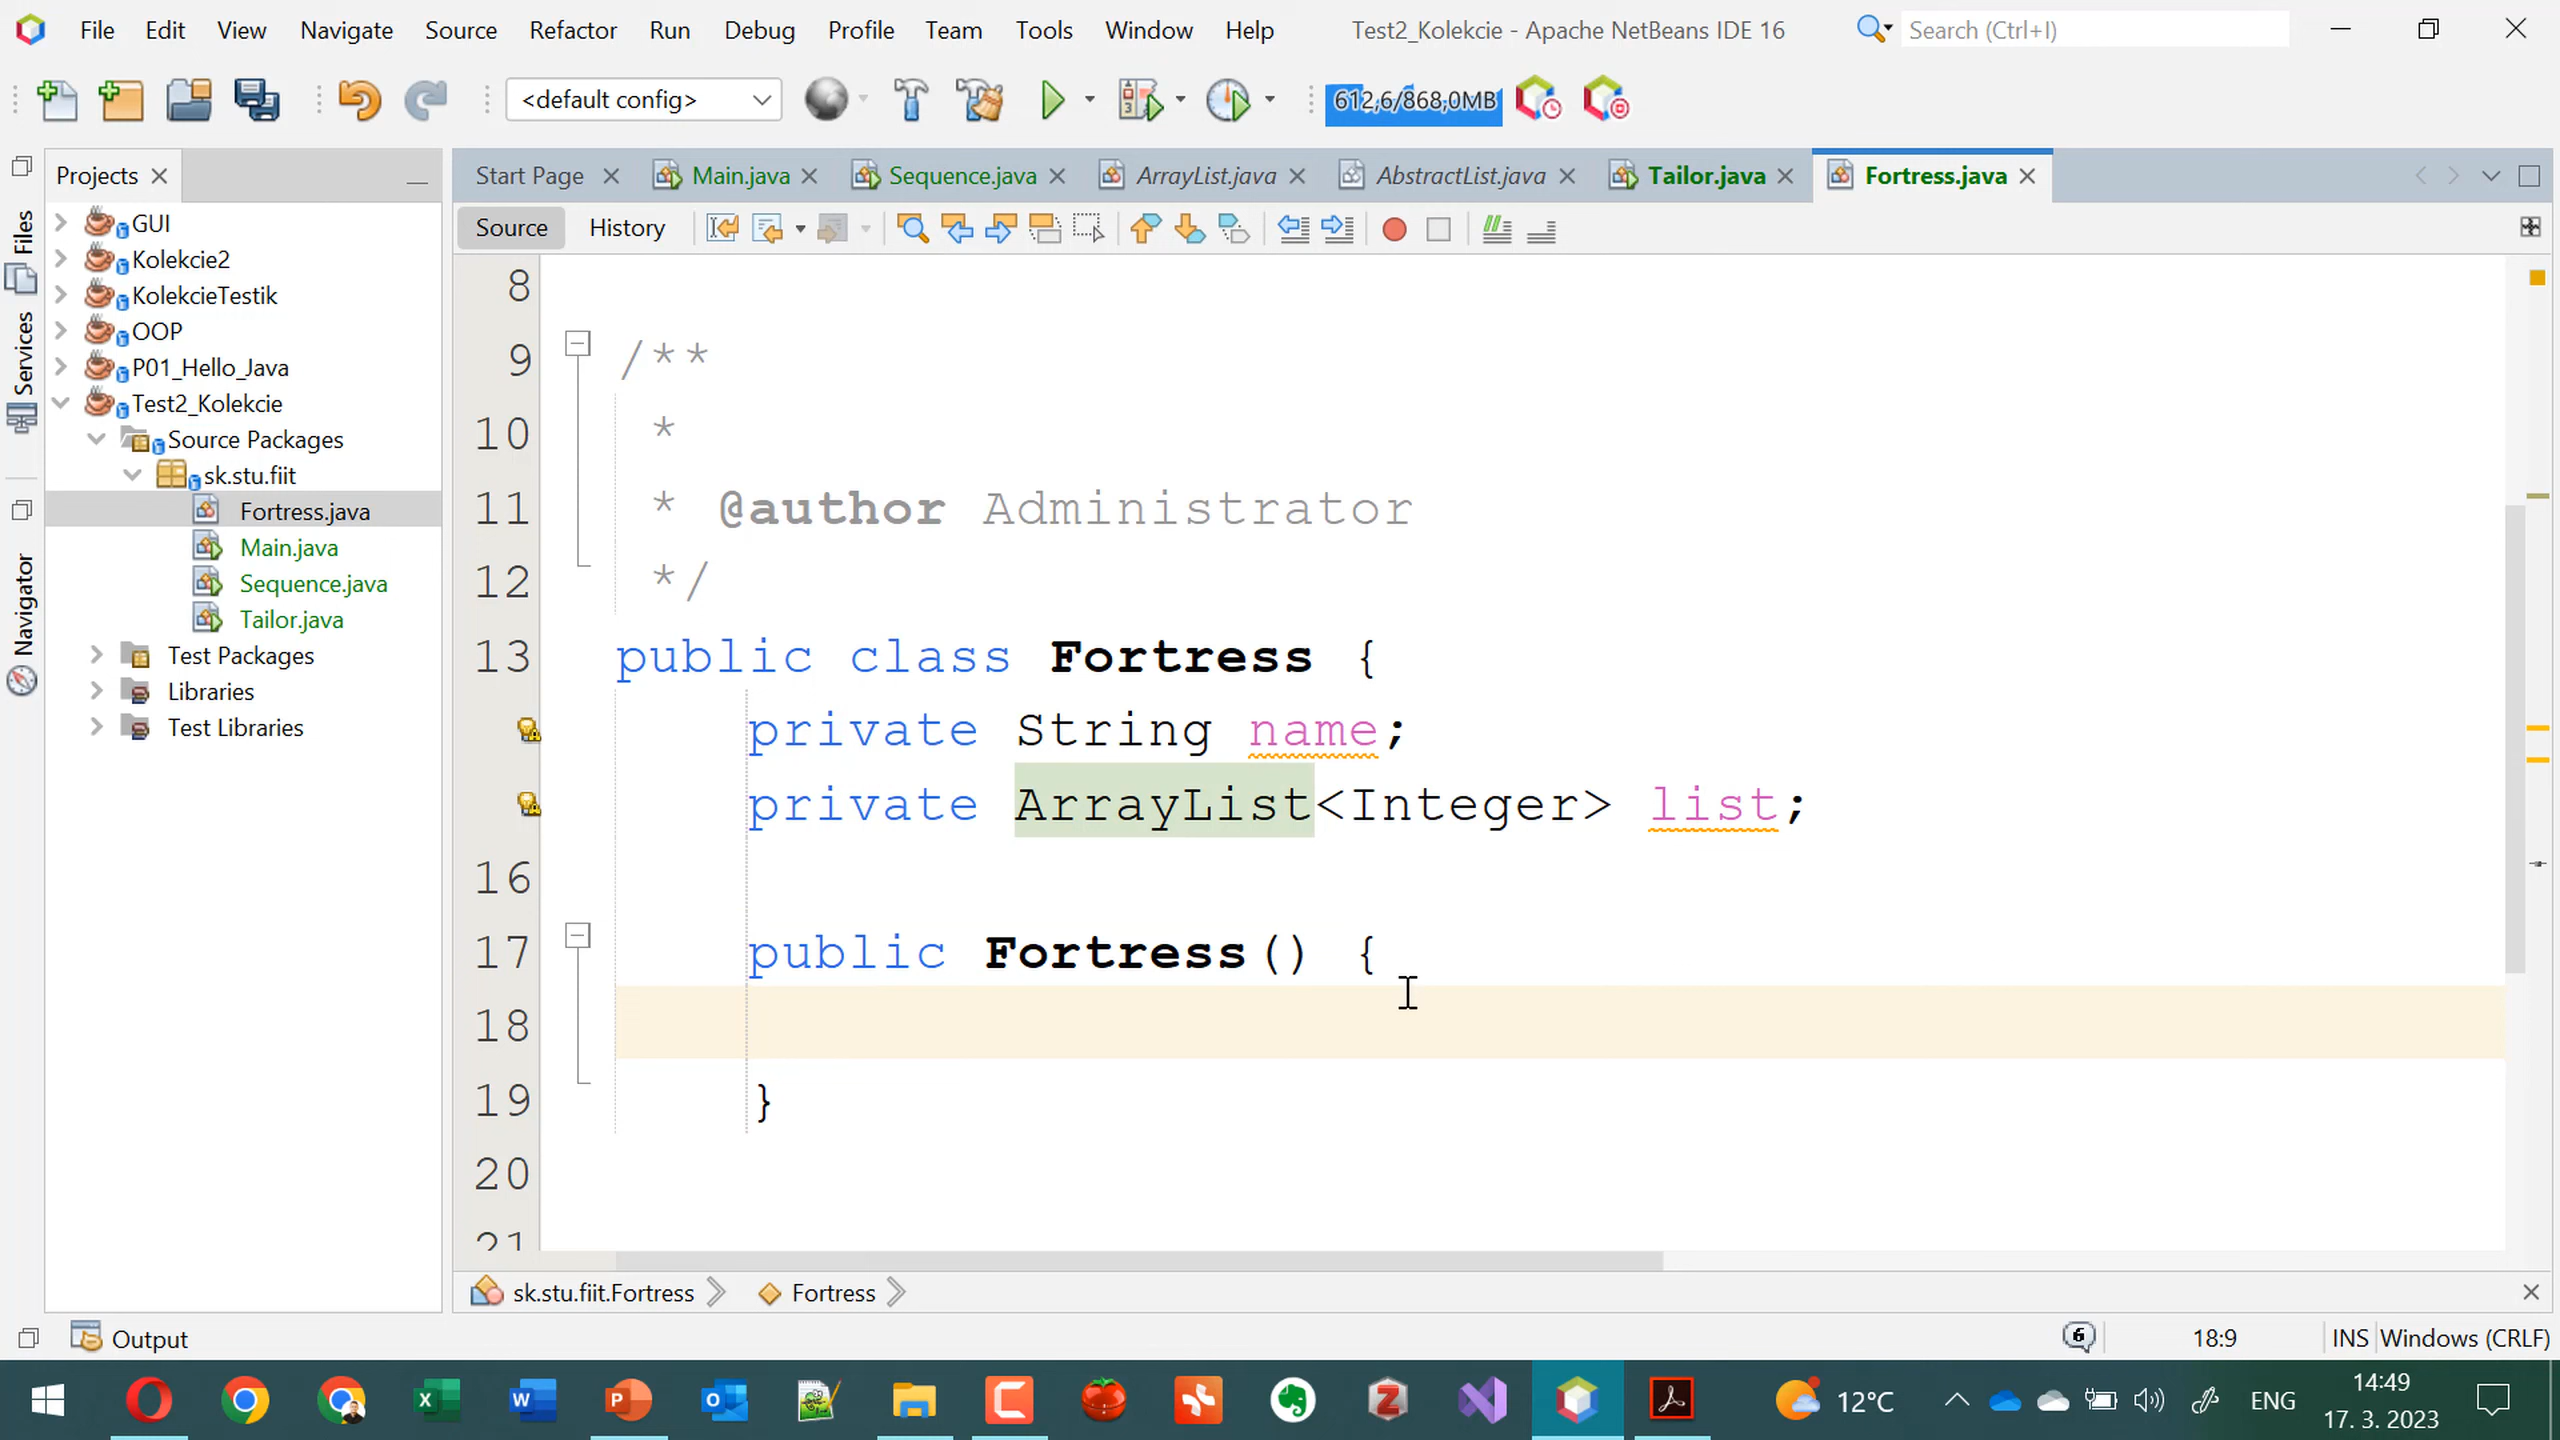 File Edit View Navigate Source Refactor Run Debug Profile Team Tools Window Help Test2_Kolekcie - Apache NetBeans IDE 16 Search (Ctrl+I)
<default config> 612,6/868,0MB
Projects
Start Page Main.java Sequence.java ArrayList.java AbstractList.java Tailor.java Fortress.java
Source History
Files
Services
Navigator
GUI
Kolekcie2
KolekcieTestik
OOP
P01_Hello_Java
Test2_Kolekcie
Source Packages
sk.stu.fiit
Fortress.java
Main.java
Sequence.java
Tailor.java
Test Packages
Libraries
Test Libraries
8
9 /**
10 *
11 * @author Administrator
12 */
13 public class Fortress {
private String name;
private ArrayList<Integer> list;
16
17 public Fortress() {
18
19 }
20
21
sk.stu.fiit.Fortress Fortress
Output 6 18:9 INS Windows (CRLF)
12°C ENG 14:49
17. 3. 2023